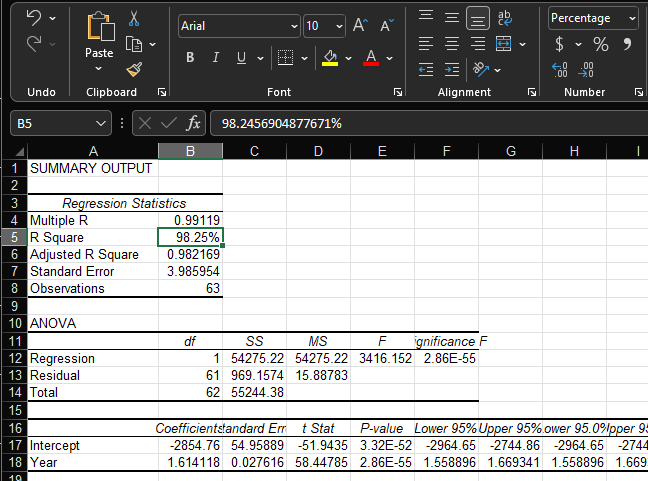 Arial 10 A A ab Percentage
Paste B I U A $ % 9
Undo Clipboard Font Alignment Number
B5 fx 98.2456904877671%
A B C D E F G H I
1 SUMMARY OUTPUT
2
3 Regression Statistics
4 Multiple R 0.99119
5 R Square 98.25%
6 Adjusted R Square 0.982169
7 Standard Error 3.985954
8 Observations 63
9
10 ANOVA
11 df SS MS F ignificance F
12 Regression 1 54275.22 54275.22 3416.152 2.86E-55
13 Residual 61 969.1574 15.88783
14 Total 62 55244.38
15
16 Coefficients tandard Err t Stat P-value Lower 95% Upper 95% ower 95.0% pper 95
17 Intercept -2854.76 54.95889 -51.9435 3.32E-52 -2964.65 -2744.86 -2964.65 -2744
18 Year 1.614118 0.027616 58.44785 2.86E-55 1.558896 1.669341 1.558896 1.669
19